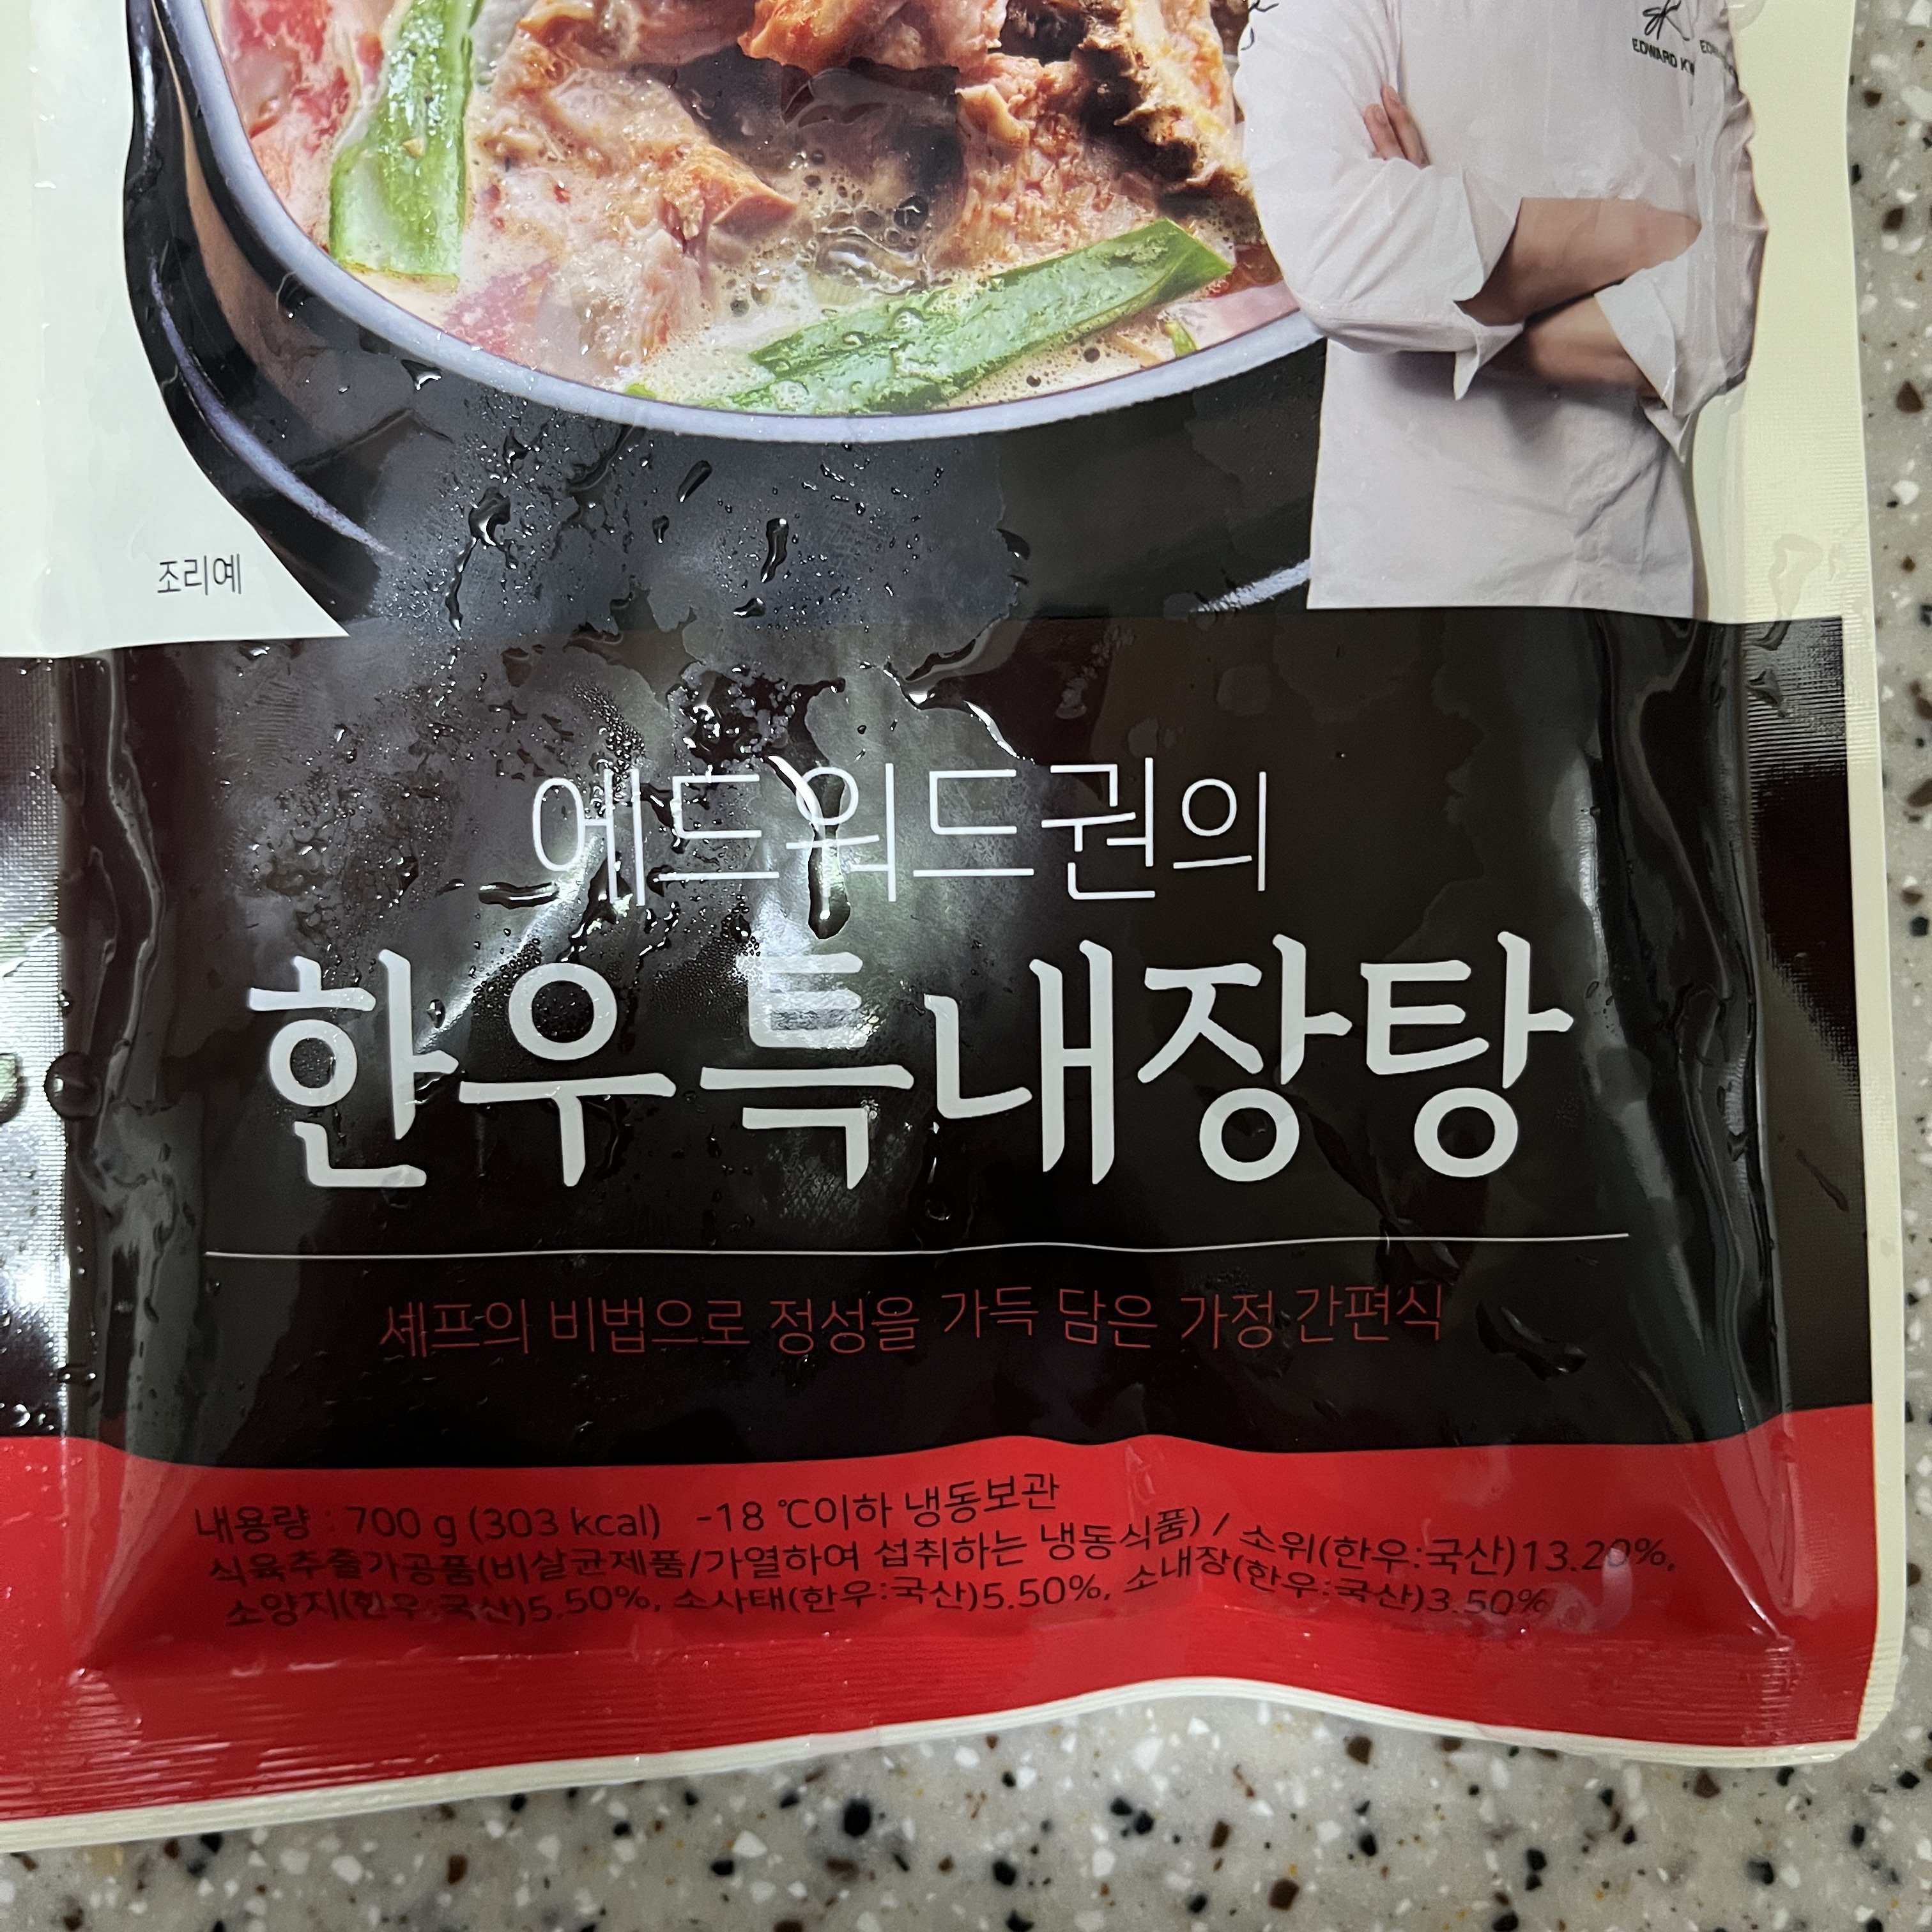 EDWARD K
조리예
에드워드권의
한우특내장탕
셰프의 비법으로 정성을 가득 담은 가정 간편식
내용량 : 700 g (303 kcal) -18 ℃이하 냉동보관
식육추출가공품(비살균제품/가열하여 섭취하는 냉동식품) / 소위(한우:국산)13.20%,
소양지(한우:국산)5.50%, 소사태(한우:국산)5.50%, 소내장(한우:국산)3.50%